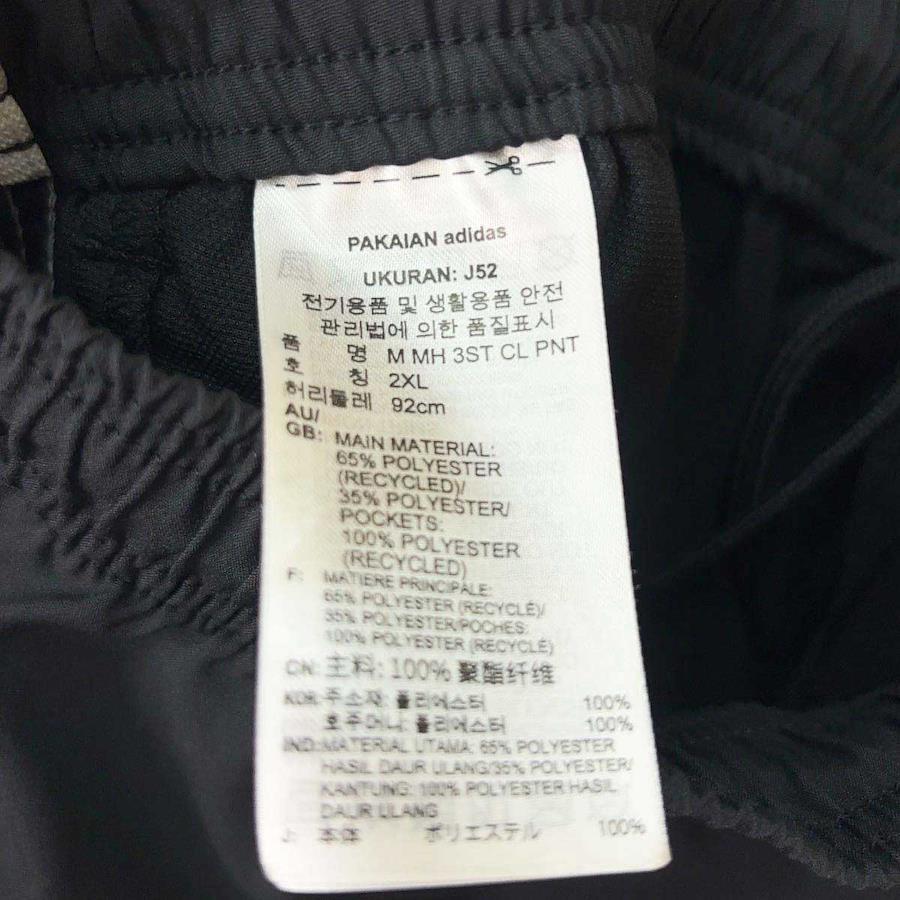 PAKAIAN adidas
UKURAN: J52
전기용품 및 생활용품 안전
관리법에 의한 품질표시
품 명 M MH 3ST CL PNT
호 칭 2XL
허리둘레 92cm
AU/
GB: MAIN MATERIAL:
65% POLYESTER
(RECYCLED)/
35% POLYESTER/
POCKETS:
100% POLYESTER
(RECYCLED)
F: MATIERE PRINCIPALE:
65% POLYESTER (RECYCLÉ)/
35% POLYESTER/POCHES:
100% POLYESTER (RECYCLÉ)
CN: 主料: 100% 聚酯纤维
KOR: 주소재: 폴리에스터 100%
호주머니: 폴리에스터 100%
IND: MATERIAL UTAMA: 65% POLYESTER
HASIL DAUR ULANG/35% POLYESTER/
KANTUNG: 100% POLYESTER HASIL
DAUR ULANG
J: 本体 ポリエステル 100%